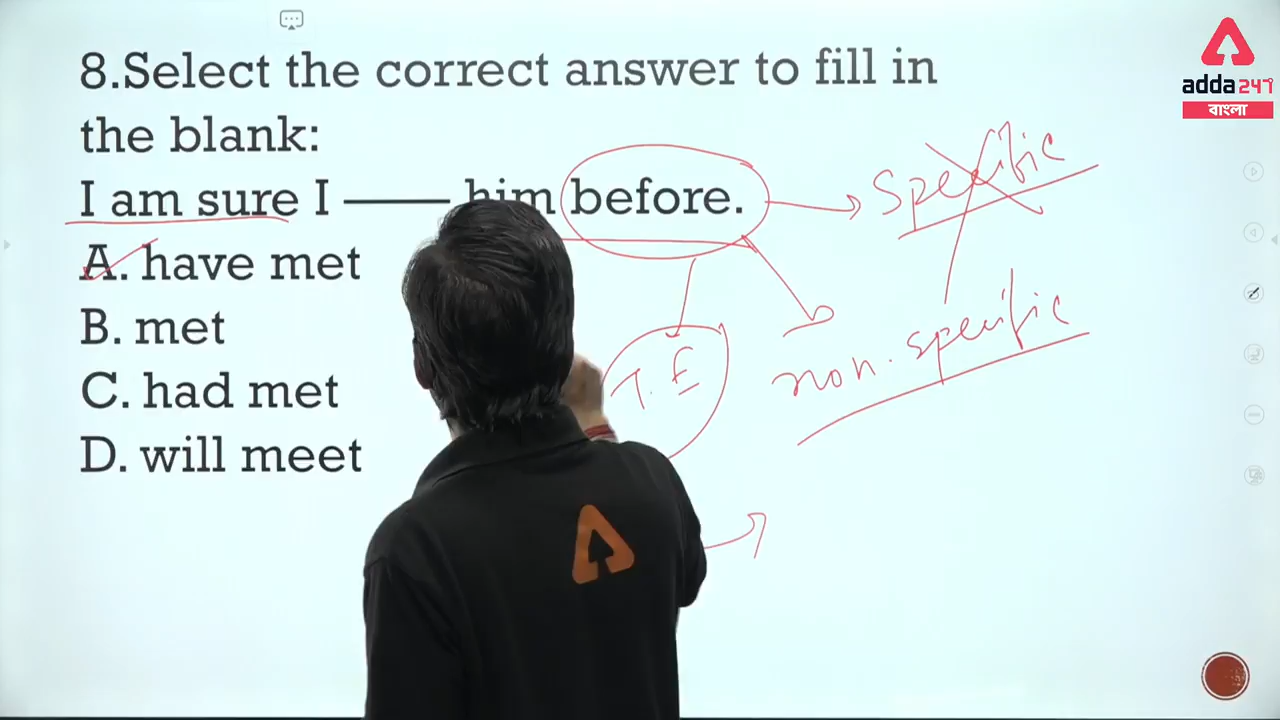 8.Select the correct answer to fill in
the blank:
I am sure I ——— him before.
A. have met
B. met
C. had met
D. will meet
Specific
non-specific
T.E
adda247
বাংলা